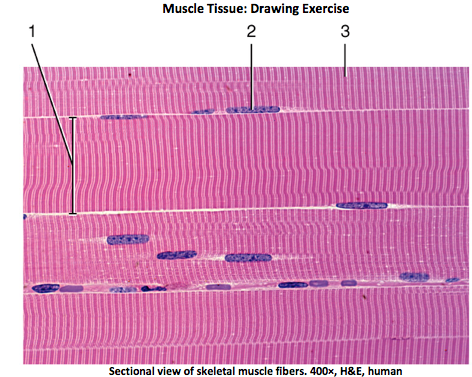 Muscle Tissue: Drawing Exercise
1 2 3
Sectional view of skeletal muscle fibers. 400×, H&E, human